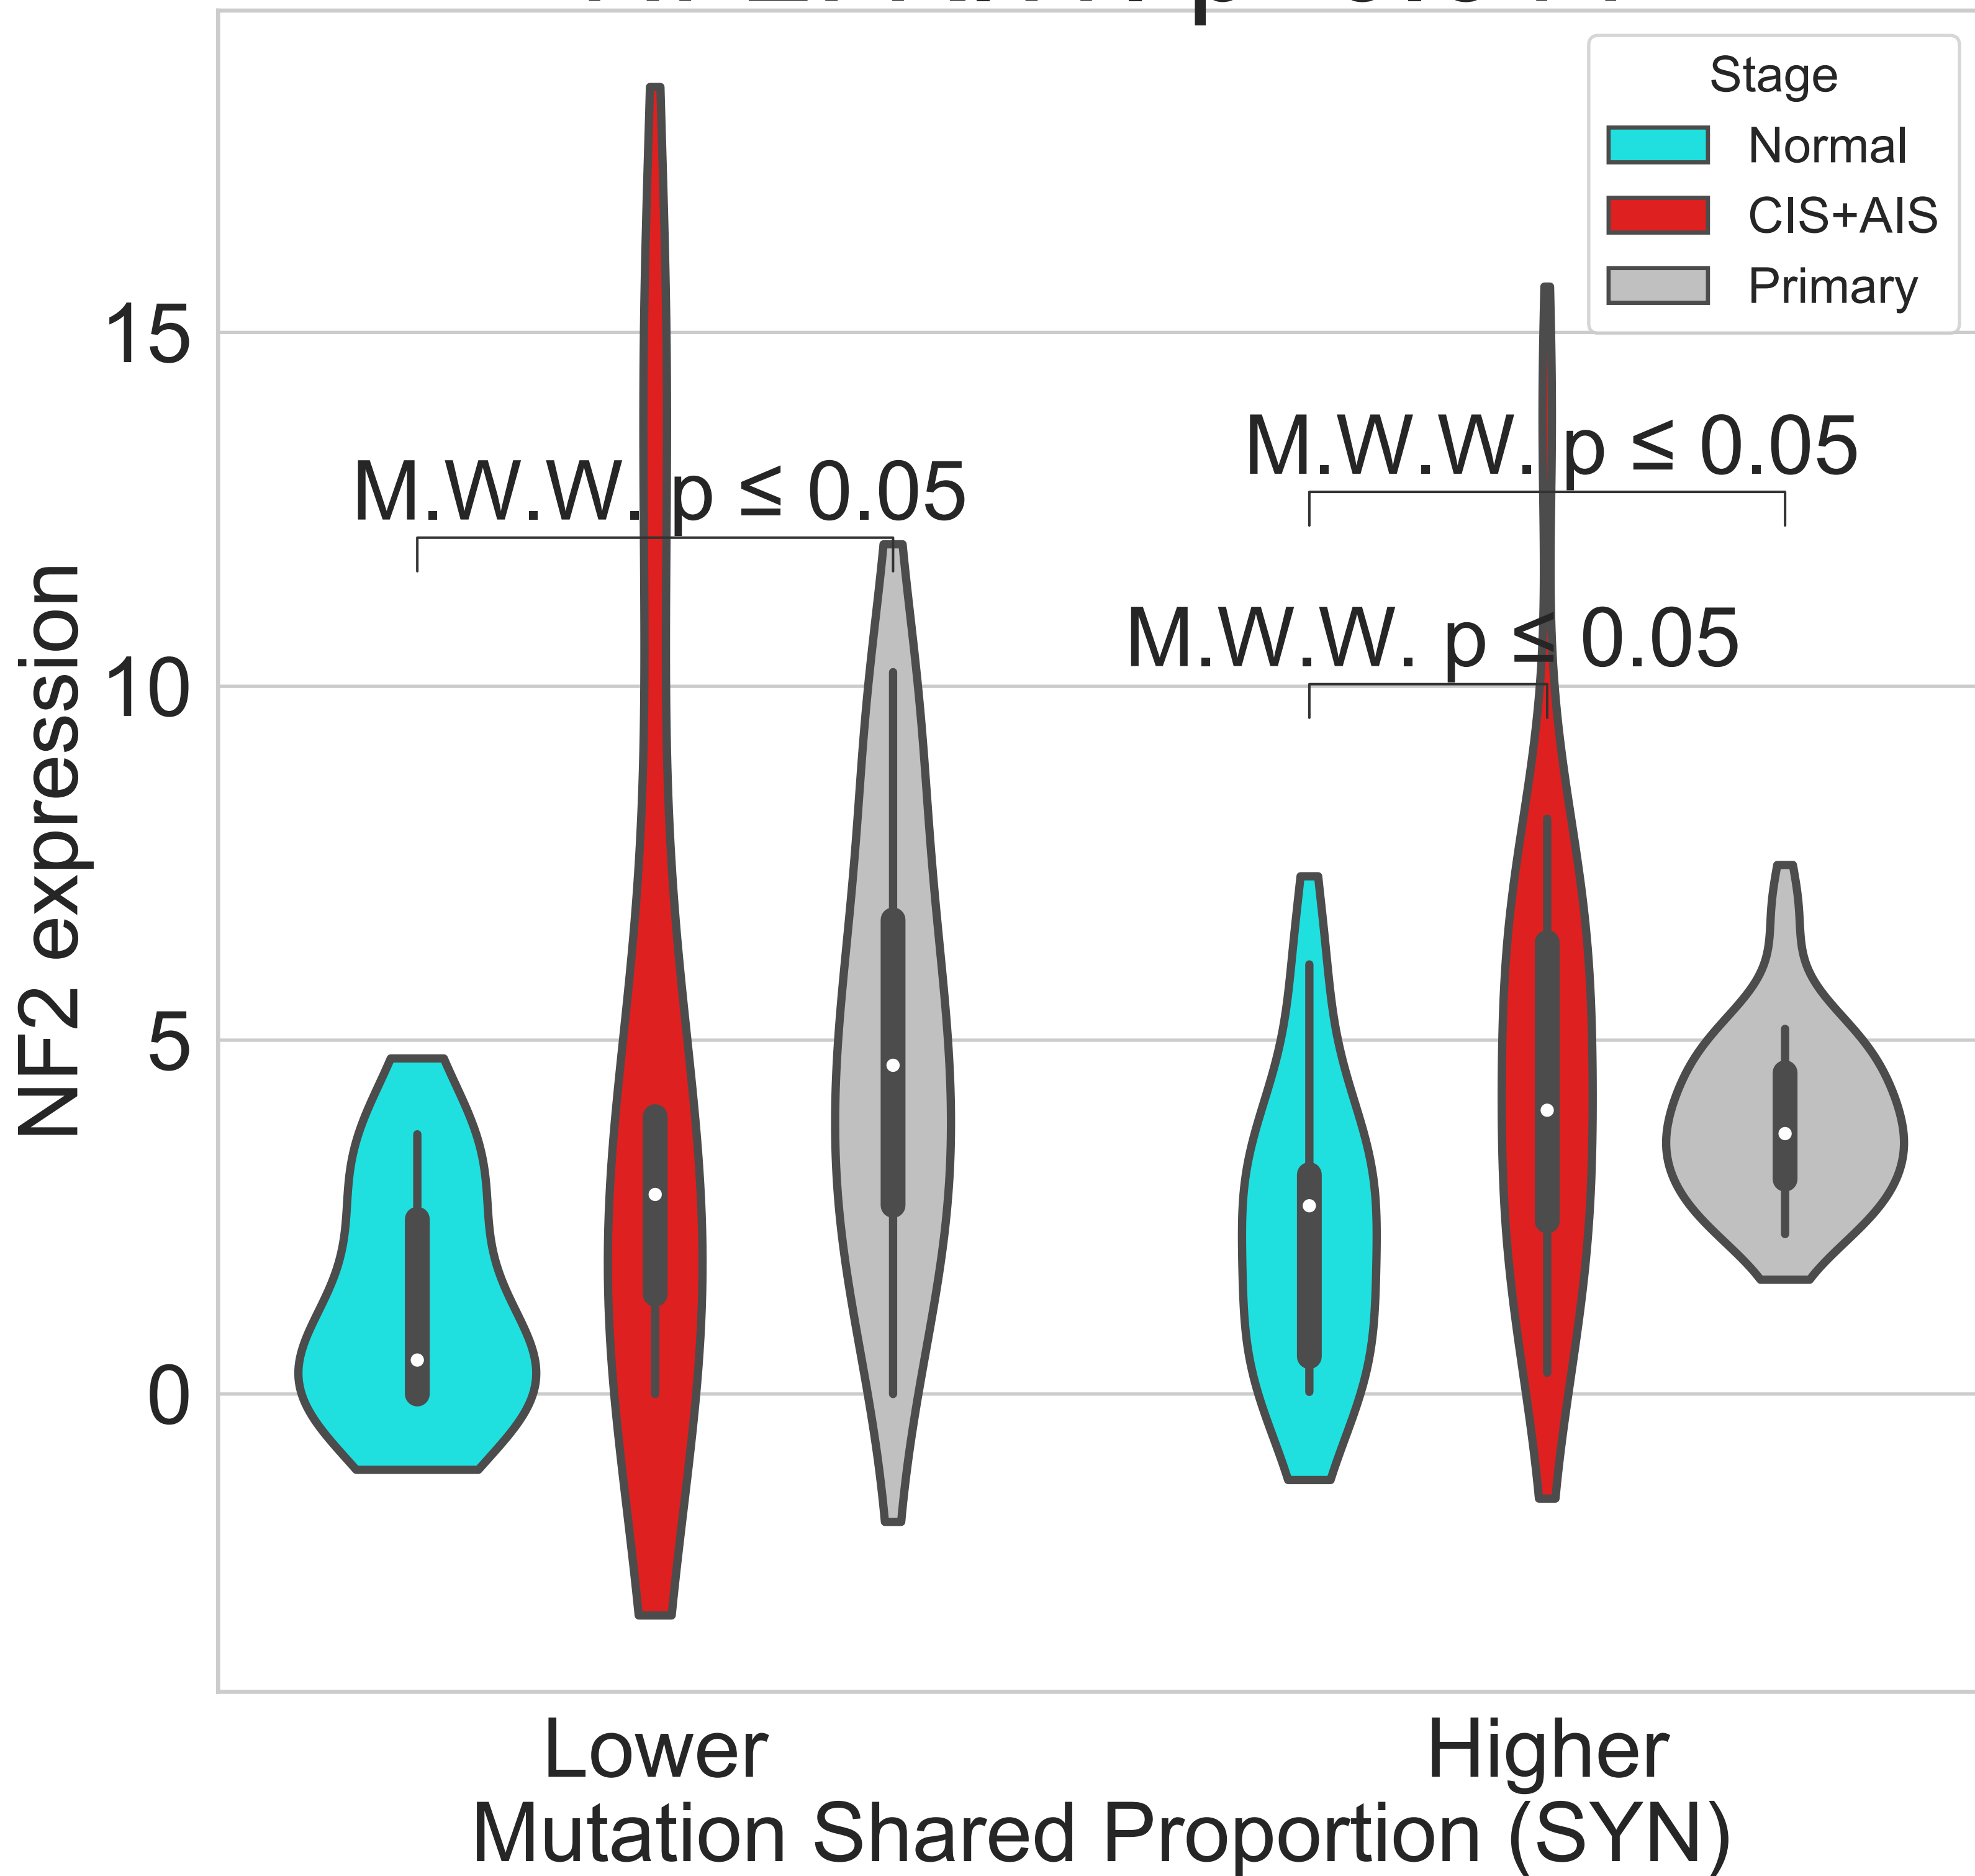 Stage
Normal
CIS+AIS
Primary
15
10
5
0
NF2 expression
M.W.W. p ≤ 0.05
M.W.W. p ≤ 0.05
M.W.W. p ≤ 0.05
Lower
Higher
Mutation Shared Proportion (SYN)